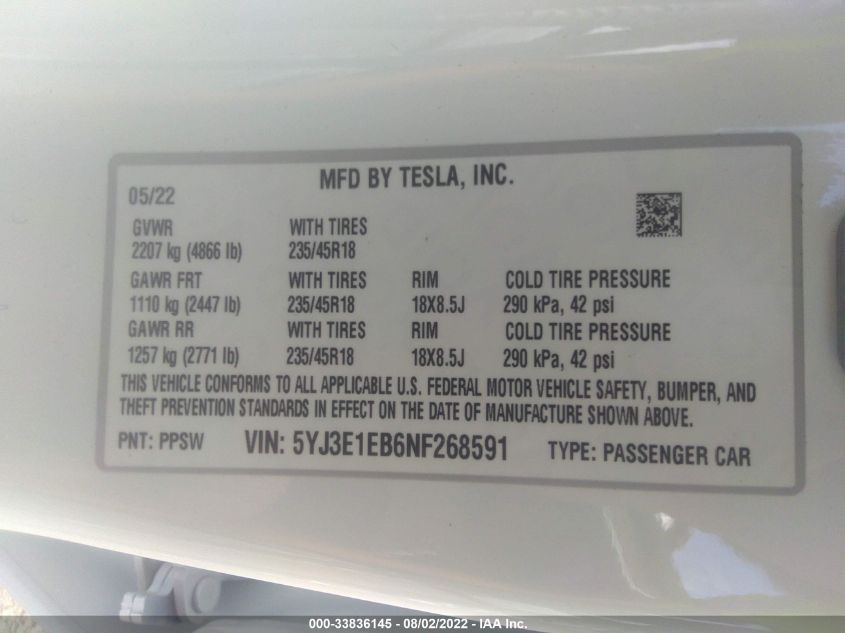 MFD BY TESLA, INC.
05/22
GVWR WITH TIRES
2207 kg (4866 lb) 235/45R18
GAWR FRT WITH TIRES RIM COLD TIRE PRESSURE
1110 kg (2447 lb) 235/45R18 18X8.5J 290 kPa, 42 psi
GAWR RR WITH TIRES RIM COLD TIRE PRESSURE
1257 kg (2771 lb) 235/45R18 18X8.5J 290 kPa, 42 psi
THIS VEHICLE CONFORMS TO ALL APPLICABLE U.S. FEDERAL MOTOR VEHICLE SAFETY, BUMPER, AND
THEFT PREVENTION STANDARDS IN EFFECT ON THE DATE OF MANUFACTURE SHOWN ABOVE.
PNT: PPSW VIN: 5YJ3E1EB6NF268591 TYPE: PASSENGER CAR
000-33836145 - 08/02/2022 - IAA Inc.